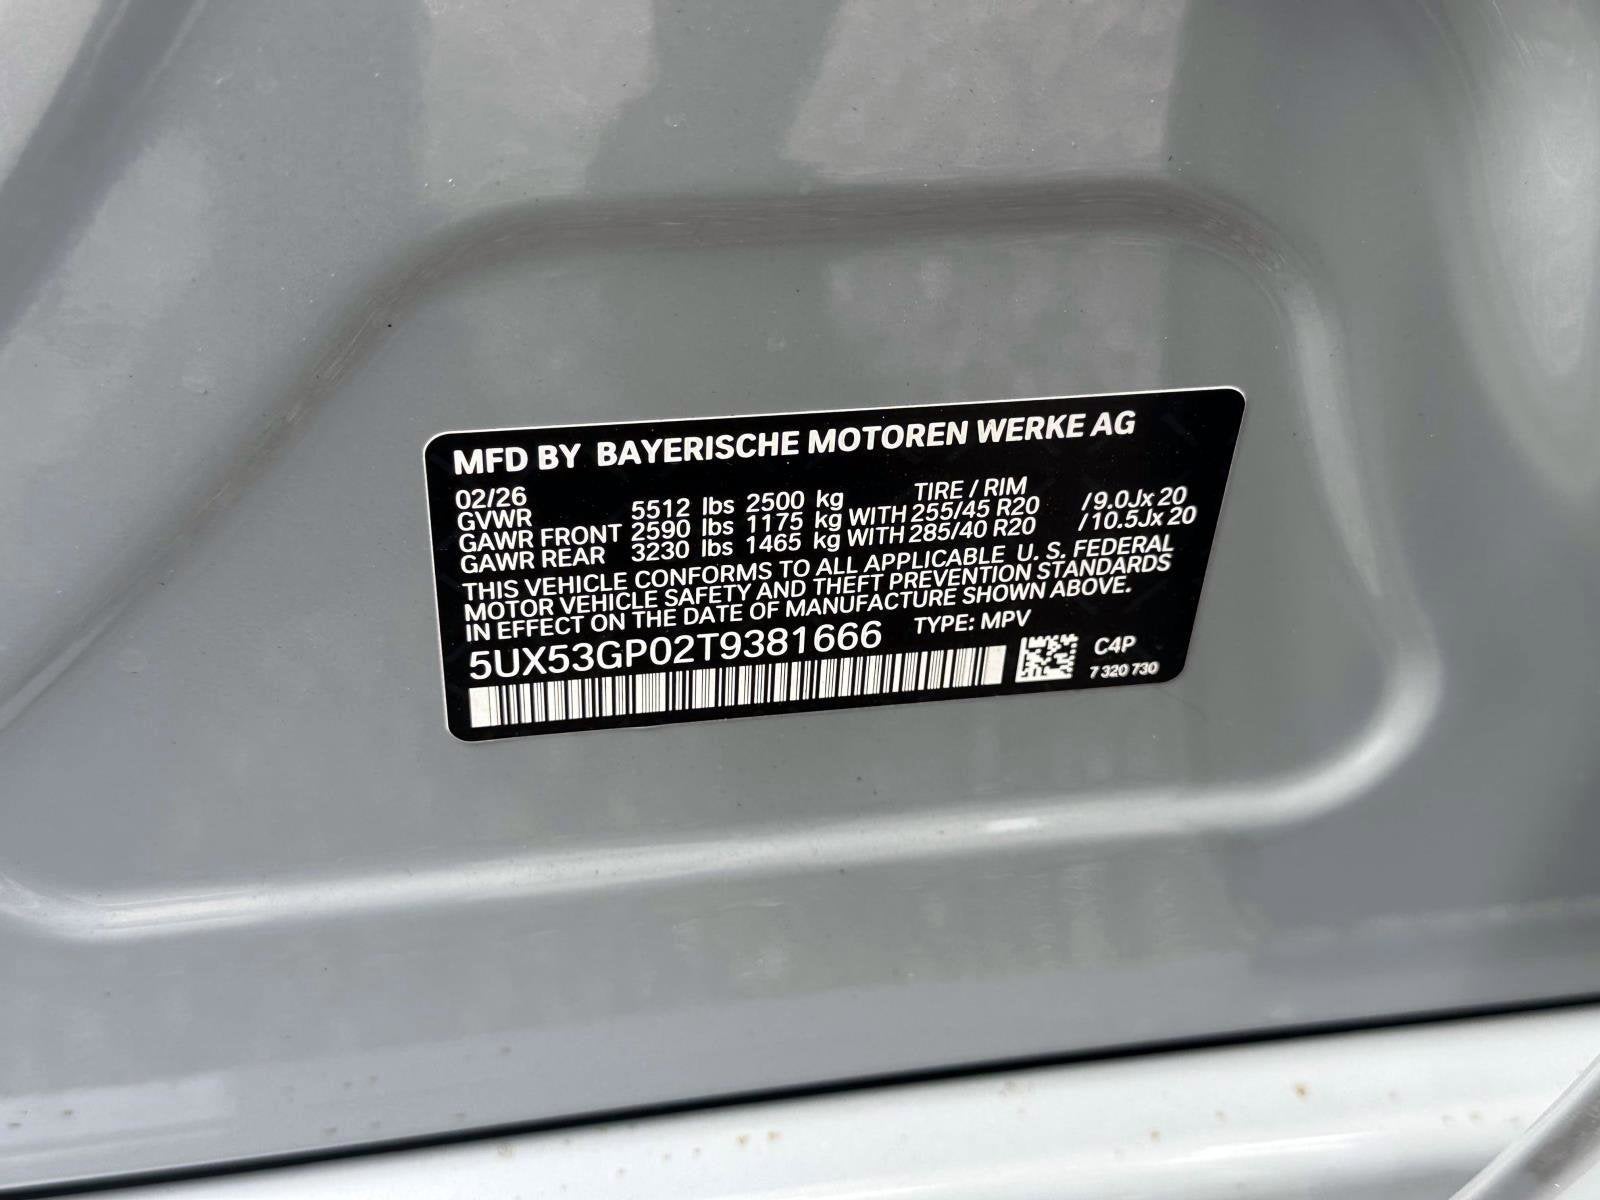 MFD BY BAYERISCHE MOTOREN WERKE AG
02/26 TIRE / RIM
GVWR 5512 lbs 2500 kg
GAWR FRONT 2590 lbs 1175 kg WITH 255/45 R20 /9.0Jx 20
GAWR REAR 3230 lbs 1465 kg WITH 285/40 R20 /10.5Jx 20
THIS VEHICLE CONFORMS TO ALL APPLICABLE U. S. FEDERAL
MOTOR VEHICLE SAFETY AND THEFT PREVENTION STANDARDS
IN EFFECT ON THE DATE OF MANUFACTURE SHOWN ABOVE.
5UX53GP02T9381666 TYPE: MPV
C4P
7 320 730